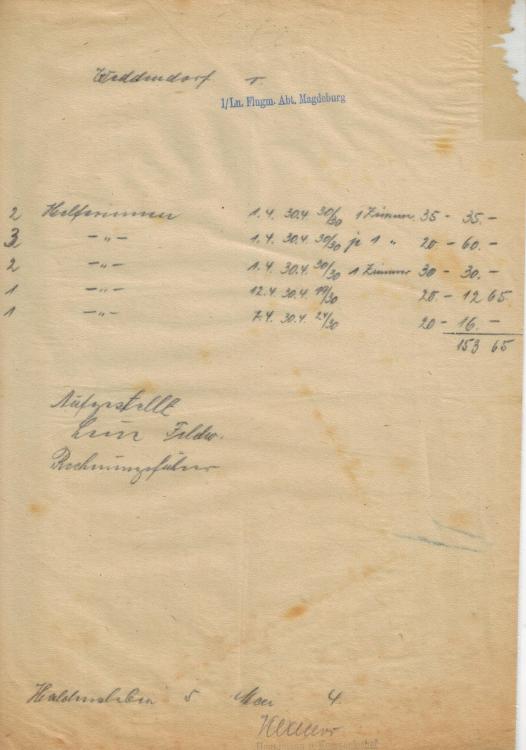 Weddendorf I
1/Ln. Flugm. Abt. Magdeburg
2 Helferinnen 1.4. 30.4. 30/30 1 Zimmer 35 - 35.-
3 -"- 1.4. 30.4. 30/30 je 1 " 20 - 60.-
2 -"- 1.4. 30.4. 30/30 1 Zimmer 30 - 30.-
1 -"- 12.4. 30.4. 19/30 20 - 12 65
1 -"- 7.4. 30.4. 24/30 20 - 16.-
153 65
Aufgestellt
Feldw.
Rechnungsführer
Haldensleben 5 Mai 4.